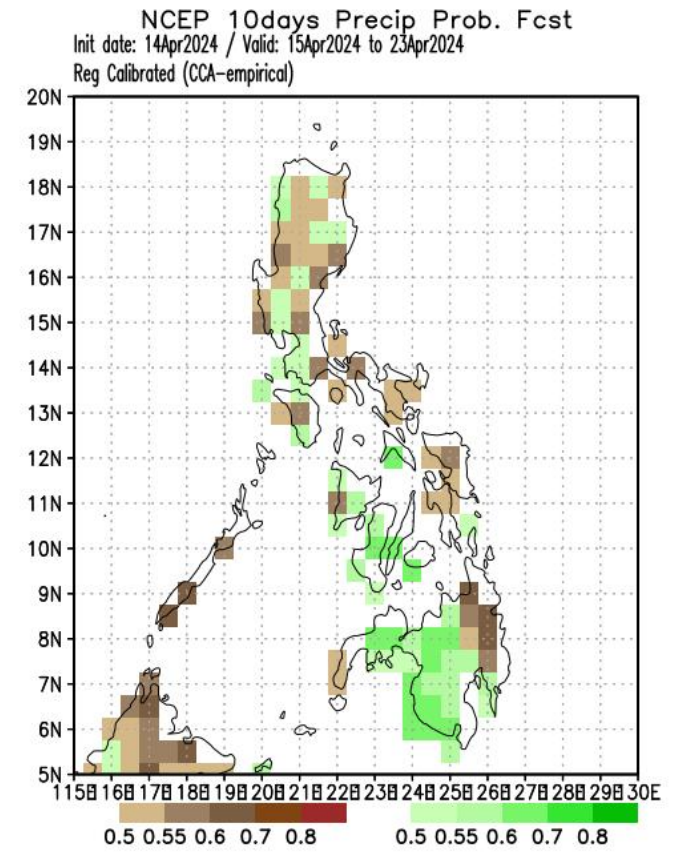 NCEP 10days Precip Prob. Fcst
Init date: 14Apr2024 / Valid: 15Apr2024 to 23Apr2024
Reg Calibrated (CCA-empirical)
20N
19N
18N
17N
16N
15N
14N
13N
12N
11N
10N
9N
8N
7N
6N
5N
115E 116E 117E 118E 119E 120E 121E 122E 123E 124E 125E 126E 127E 128E 129E 130E
0.5 0.55 0.6 0.7 0.8 0.5 0.55 0.6 0.7 0.8